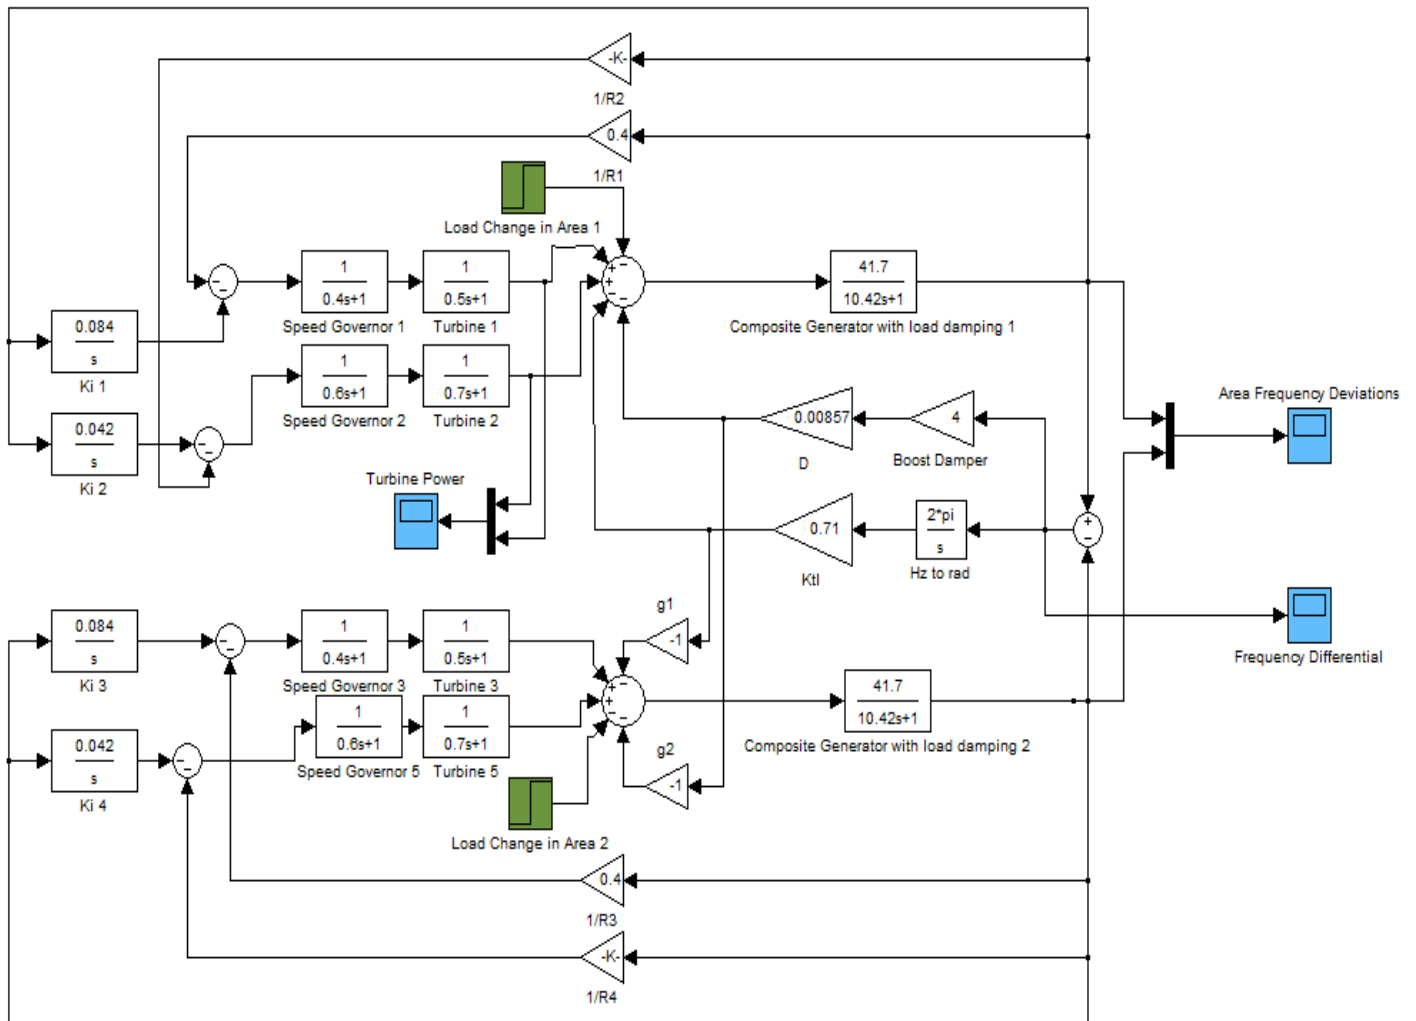 -K-
1/R2
0.4
1/R1
Load Change in Area 1
1
0.4s+1
Speed Governor 1
1
0.5s+1
Turbine 1
+
−
+
−
−
41.7
10.42s+1
Composite Generator with load damping 1
−
−
0.084
s
Ki 1
1
0.6s+1
Speed Governor 2
1
0.7s+1
Turbine 2
0.042
s
Ki 2
−
−
0.00857
D
4
Boost Damper
Area Frequency Deviations
Turbine Power
0.71
Ktl
2*pi
s
Hz to rad
+
−
g1
-1
Frequency Differential
0.084
s
Ki 3
−
−
1
0.4s+1
Speed Governor 3
1
0.5s+1
Turbine 3
+
−
+
−
−
41.7
10.42s+1
Composite Generator with load damping 2
1
0.6s+1
Speed Governor 5
1
0.7s+1
Turbine 5
0.042
s
Ki 4
−
−
g2
-1
Load Change in Area 2
0.4
1/R3
-K-
1/R4